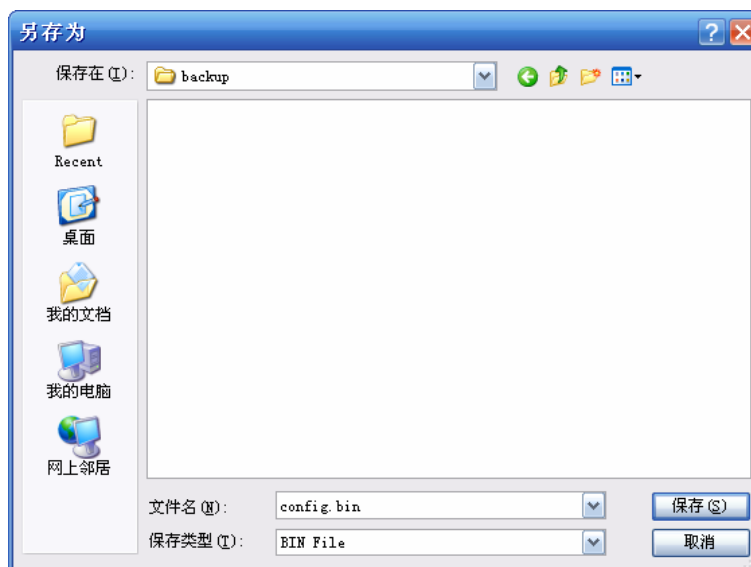 另存为
保存在(I):
backup
Recent
桌面
我的文档
我的电脑
网上邻居
文件名(N):
config.bin
保存(S)
保存类型(T):
BIN File
取消